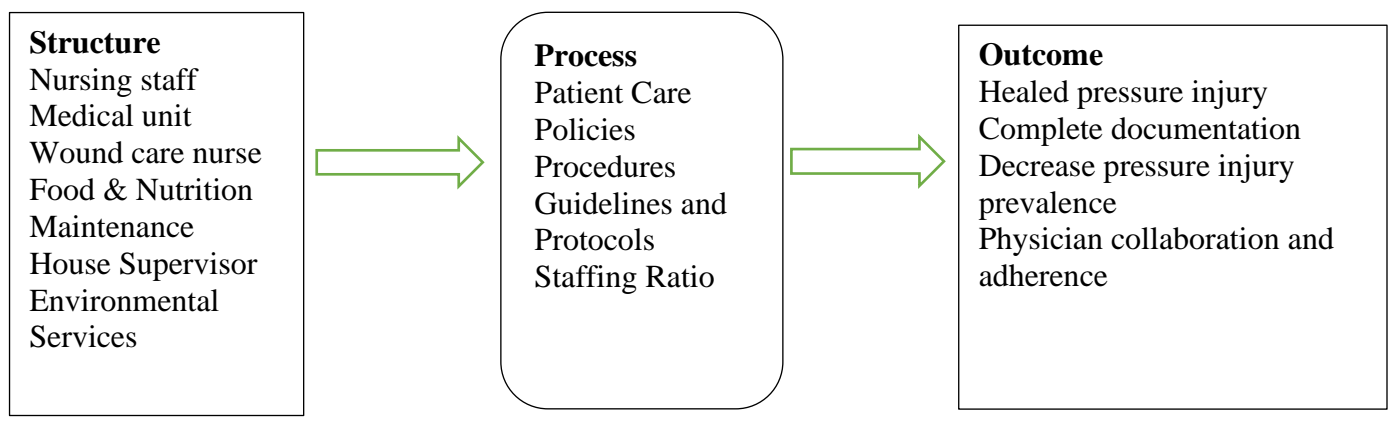 Structure
Nursing staff
Medical unit
Wound care nurse
Food & Nutrition
Maintenance
House Supervisor
Environmental
Services
Process
Patient Care
Policies
Procedures
Guidelines and
Protocols
Staffing Ratio
Outcome
Healed pressure injury
Complete documentation
Decrease pressure injury
prevalence
Physician collaboration and
adherence